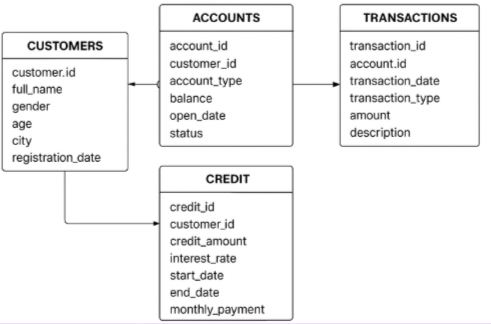 CUSTOMERS
customer.id
full_name
gender
age
city
registration_date
ACCOUNTS
account_id
customer_id
account_type
balance
open_date
status
TRANSACTIONS
transaction_id
account.id
transaction_date
transaction_type
amount
description
CREDIT
credit_id
customer_id
credit_amount
interest_rate
start_date
end_date
monthly_payment